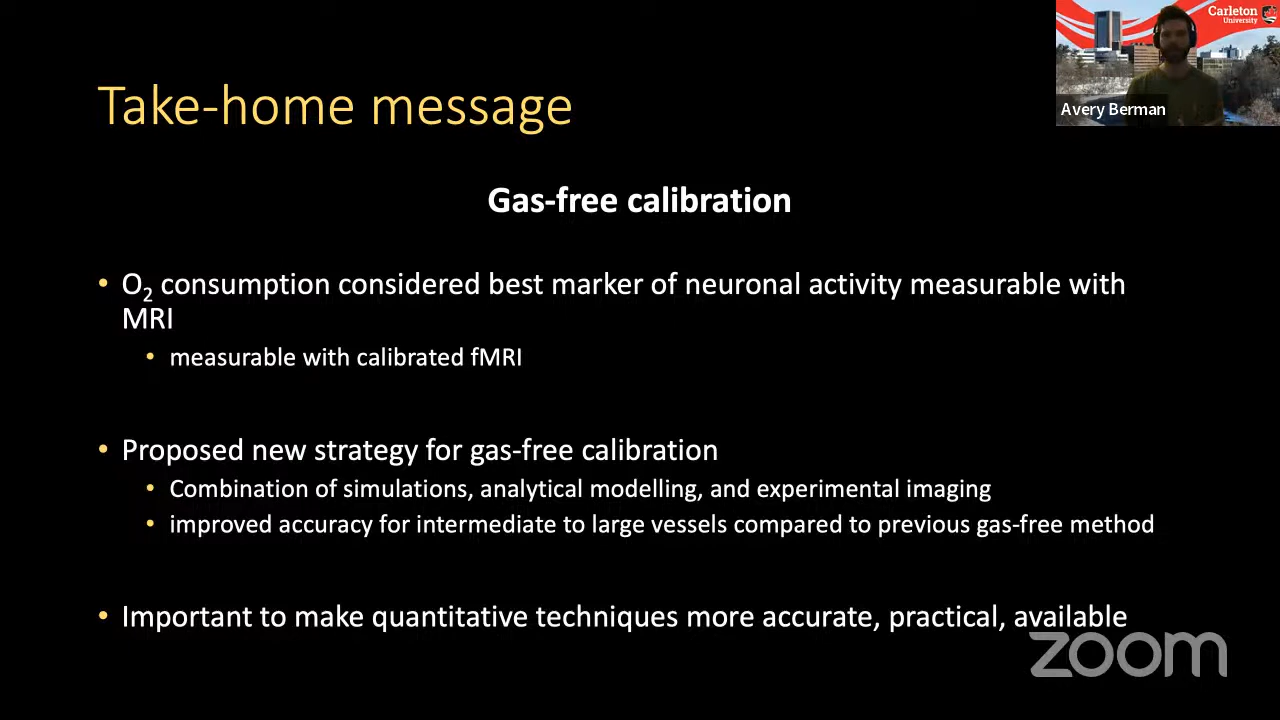 Carleton
University
Avery Berman
Take-home message
Gas-free calibration
• O₂ consumption considered best marker of neuronal activity measurable with
MRI
• measurable with calibrated fMRI
• Proposed new strategy for gas-free calibration
• Combination of simulations, analytical modelling, and experimental imaging
• improved accuracy for intermediate to large vessels compared to previous gas-free method
• Important to make quantitative techniques more accurate, practical, available
zoom